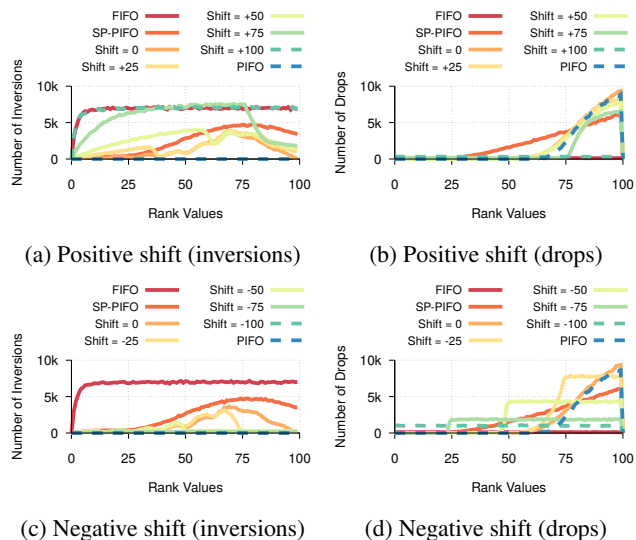 FIFO
SP-PIFO
Shift = 0
Shift = +25
Shift = +50
Shift = +75
Shift = +100
PIFO
Number of Inversions
10k
5k
0
0 25 50 75 100
Rank Values
(a) Positive shift (inversions)
FIFO
SP-PIFO
Shift = 0
Shift = +25
Shift = +50
Shift = +75
Shift = +100
PIFO
Number of Drops
10k
5k
0
0 25 50 75 100
Rank Values
(b) Positive shift (drops)
FIFO
SP-PIFO
Shift = 0
Shift = -25
Shift = -50
Shift = -75
Shift = -100
PIFO
Number of Inversions
10k
5k
0
0 25 50 75 100
Rank Values
(c) Negative shift (inversions)
FIFO
SP-PIFO
Shift = 0
Shift = -25
Shift = -50
Shift = -75
Shift = -100
PIFO
Number of Drops
10k
5k
0
0 25 50 75 100
Rank Values
(d) Negative shift (drops)